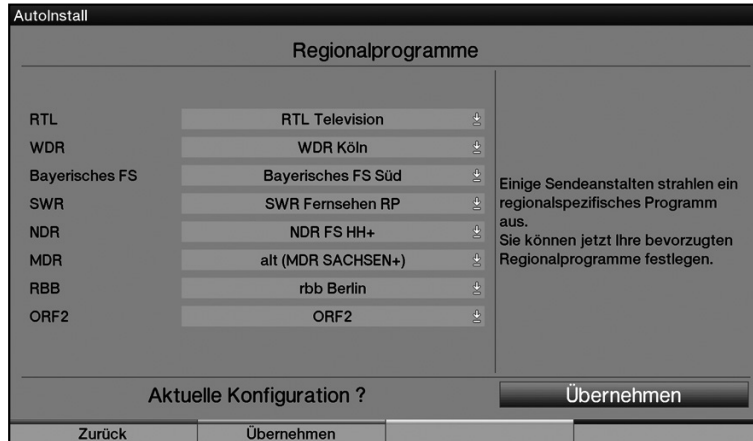 AutoInstall
Regionalprogramme
RTL RTL Television
WDR WDR Köln
Bayerisches FS Bayerisches FS Süd
SWR SWR Fernsehen RP
NDR NDR FS HH+
MDR alt (MDR SACHSEN+)
RBB rbb Berlin
ORF2 ORF2
Einige Sendeanstalten strahlen ein
regionalspezifisches Programm
aus.
Sie können jetzt Ihre bevorzugten
Regionalprogramme festlegen.
Aktuelle Konfiguration ? Übernehmen
Zurück Übernehmen